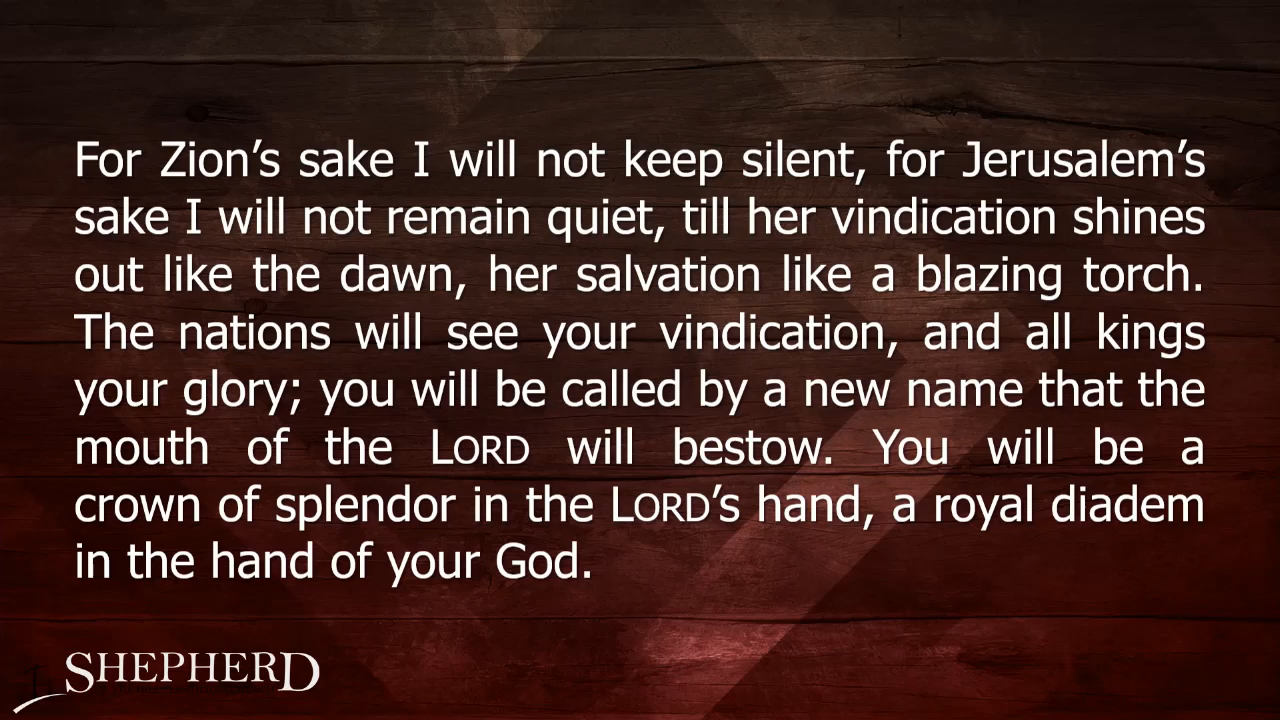 For Zion’s sake I will not keep silent, for Jerusalem’s
sake I will not remain quiet, till her vindication shines
out like the dawn, her salvation like a blazing torch.
The nations will see your vindication, and all kings
your glory; you will be called by a new name that the
mouth of the LORD will bestow. You will be a
crown of splendor in the LORD’s hand, a royal diadem
in the hand of your God.
SHEPHERD